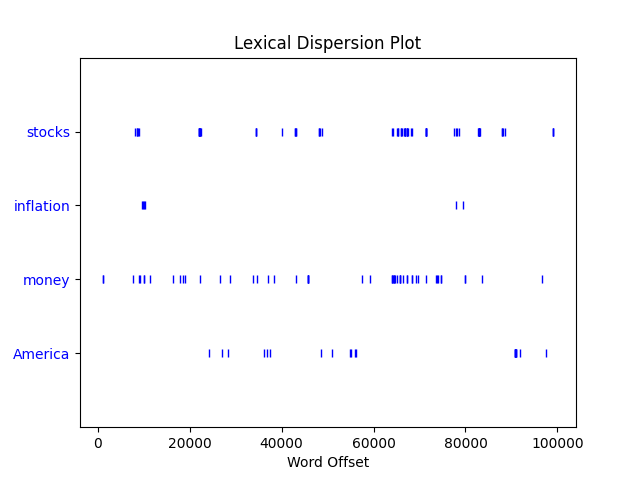 Lexical Dispersion Plot
stocks
inflation
money
America
0 20000 40000 60000 80000 100000
Word Offset